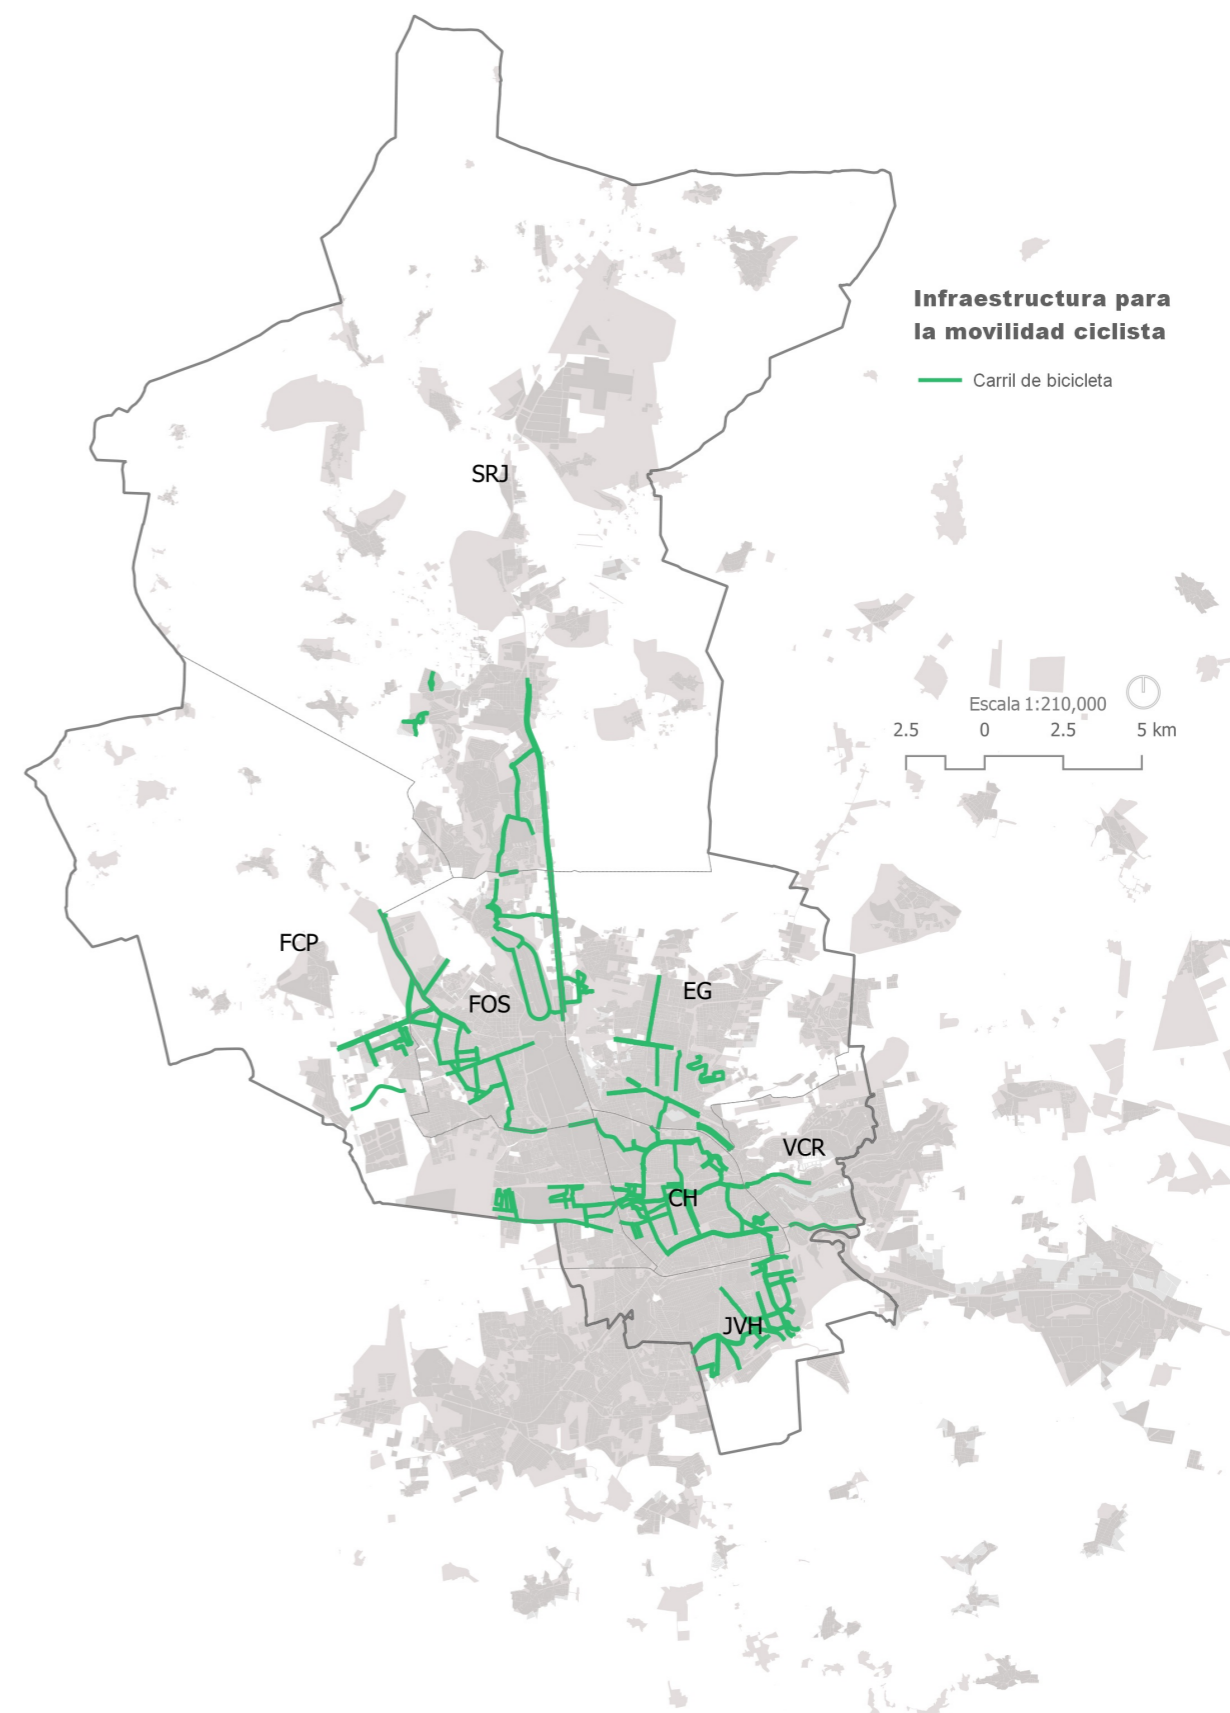 Infraestructura para
la movilidad ciclista
Carril de bicicleta
SRJ
Escala 1:210,000
2.5 0 2.5 5 km
FCP
FOS
EG
VCR
CH
JVH